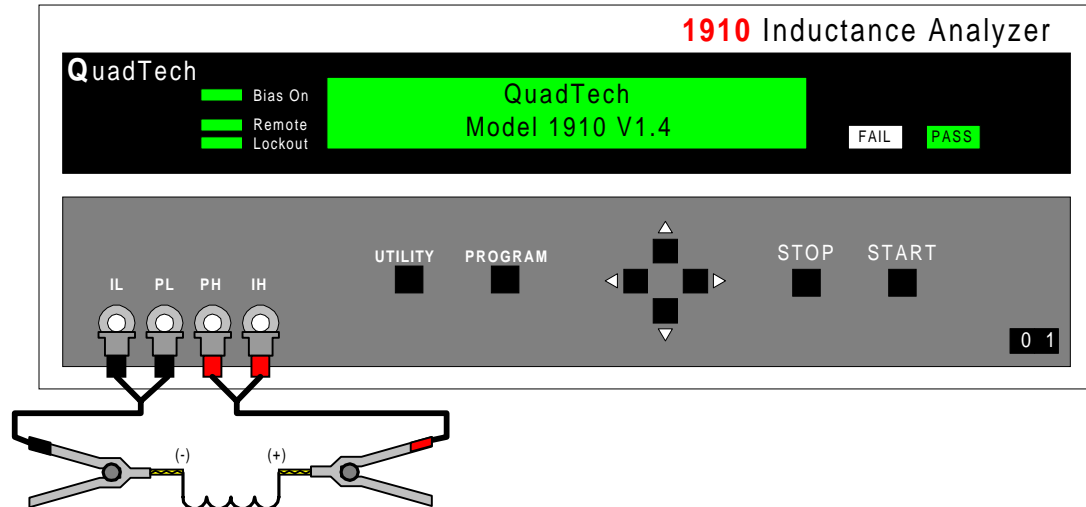 1910 Inductance Analyzer
QuadTech
Bias On
Remote
Lockout
QuadTech
Model 1910 V1.4
FAIL PASS
UTILITY PROGRAM
STOP START
IL PL PH IH
0 1
(-) (+)